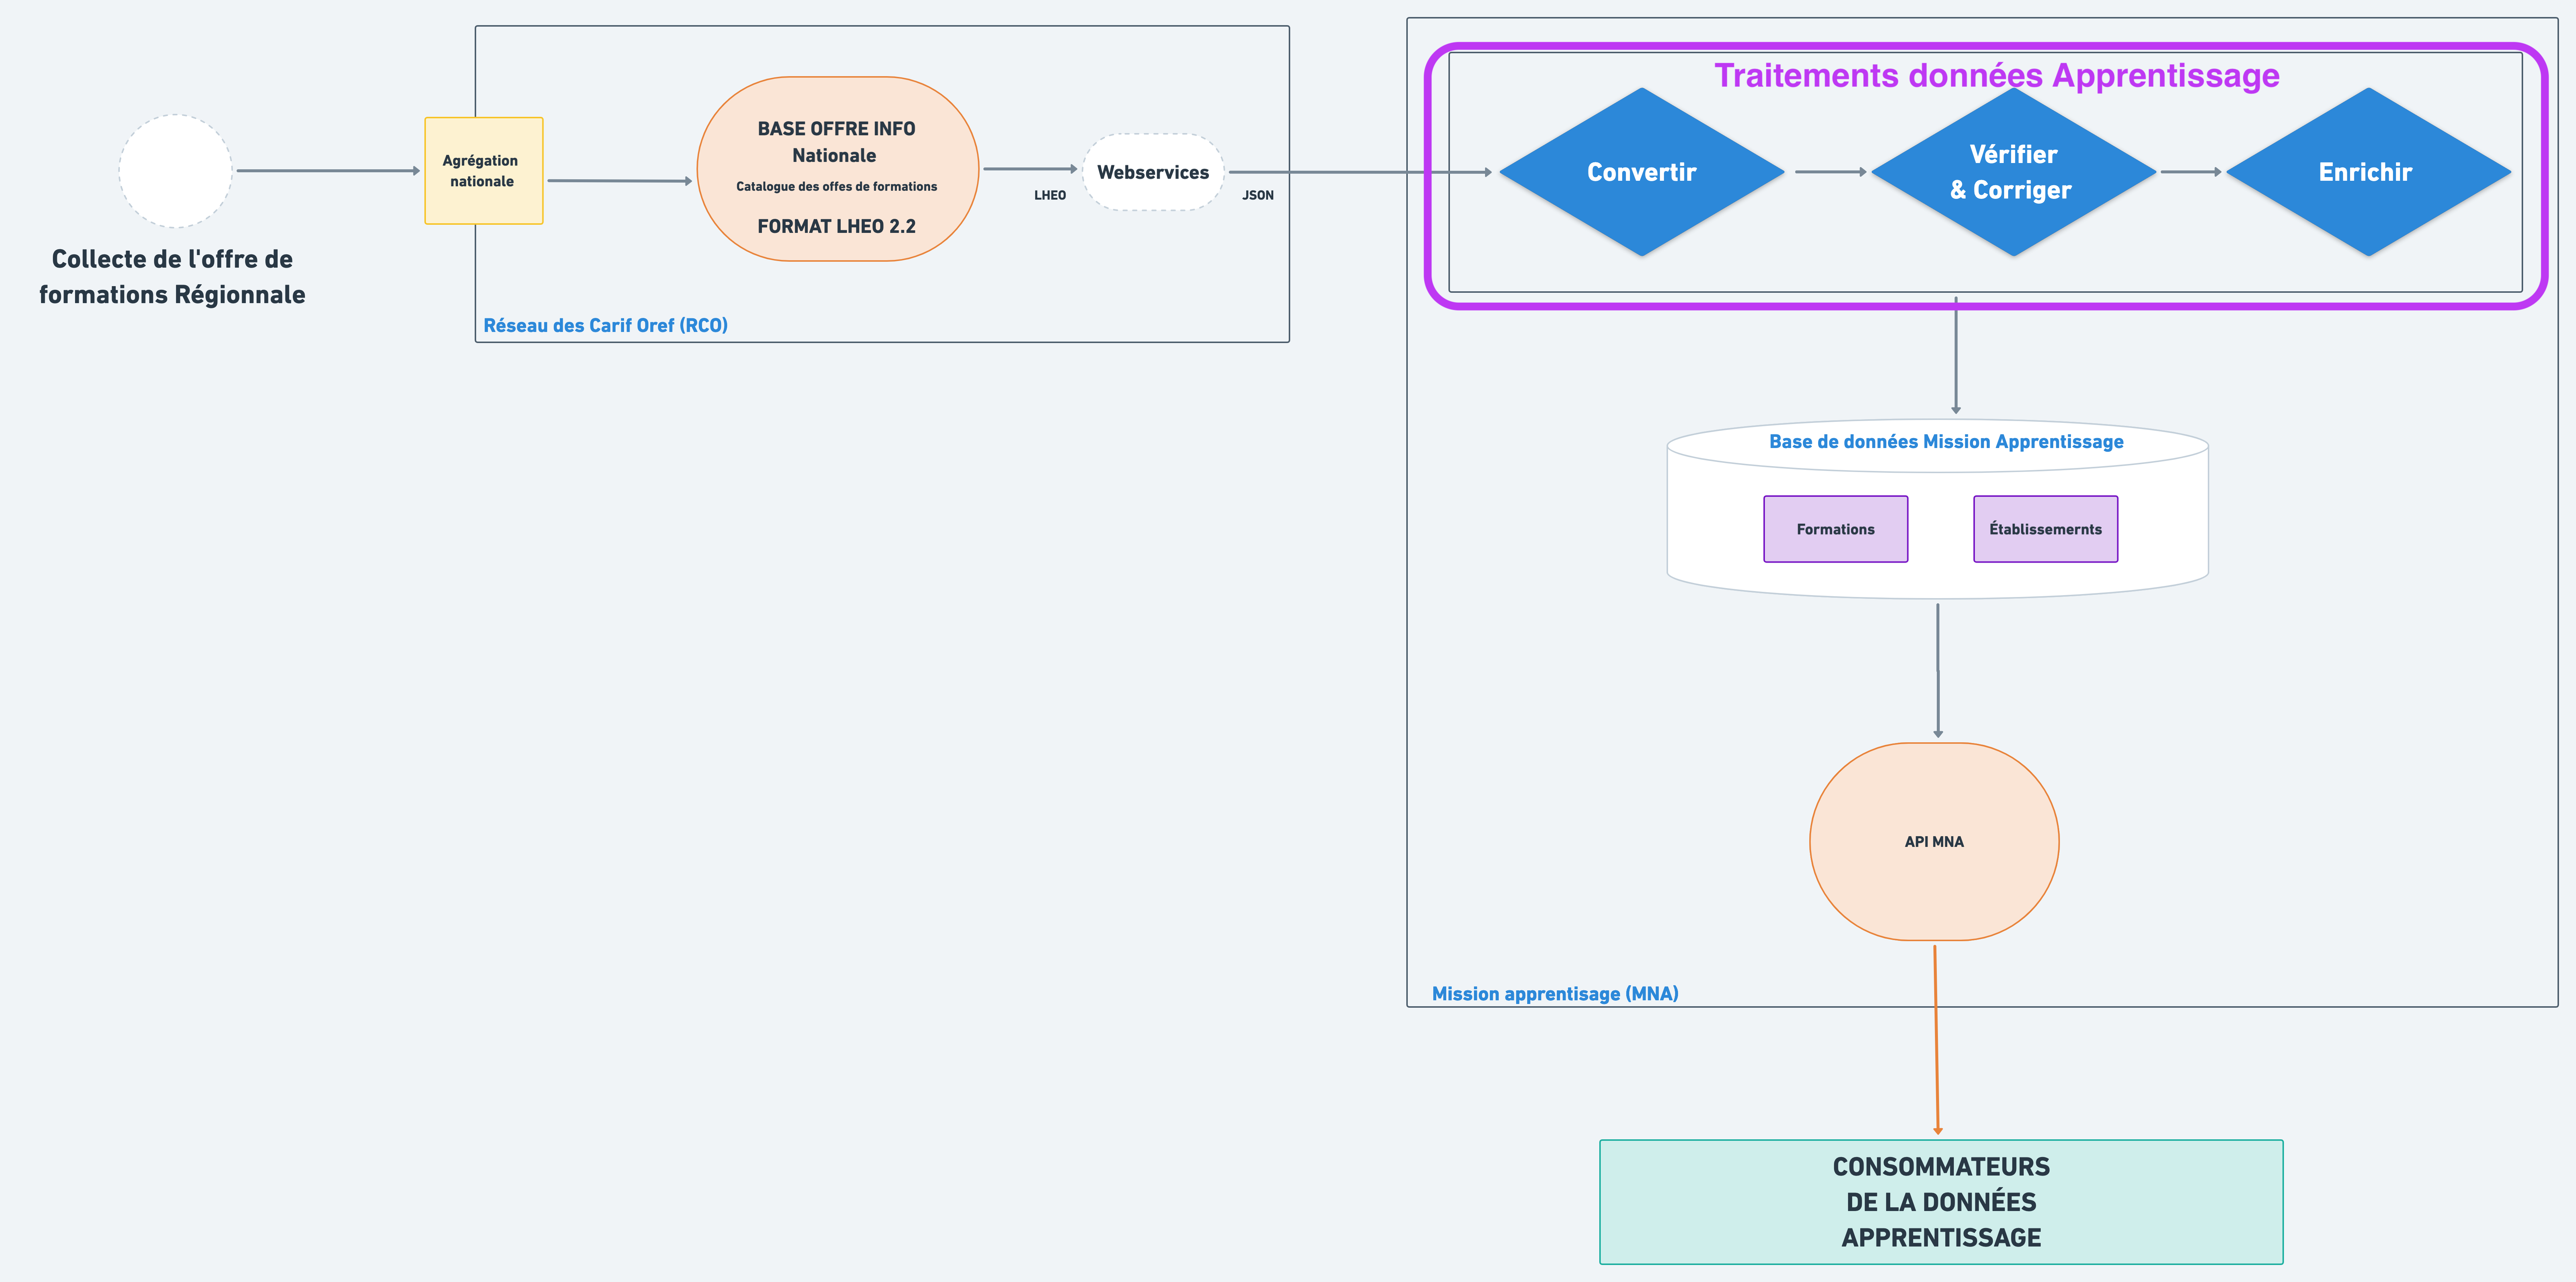 Collecte de l'offre de
formations Régionnale
Agrégation
nationale
BASE OFFRE INFO
Nationale
Catalogue des offes de formations
FORMAT LHEO 2.2
LHEO
Webservices
JSON
Réseau des Carif Oref (RCO)
Traitements données Apprentissage
Convertir
Vérifier
& Corriger
Enrichir
Base de données Mission Apprentissage
Formations
Établissemernts
API MNA
Mission apprentisage (MNA)
CONSOMMATEURS
DE LA DONNÉES
APPRENTISSAGE